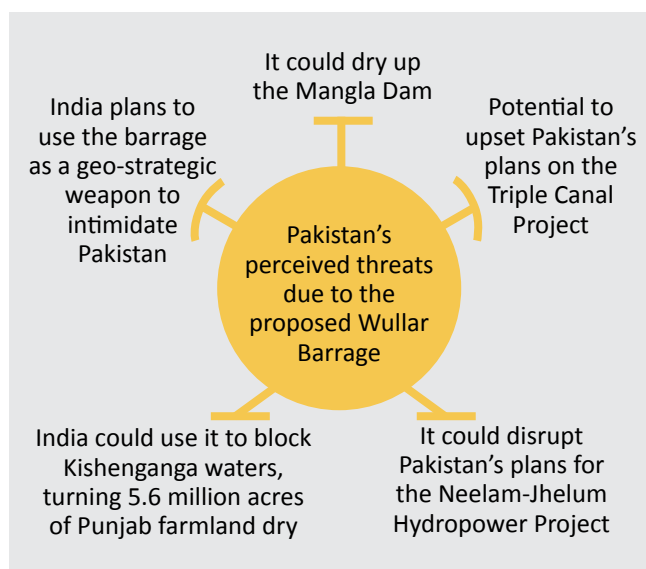 It could dry up
the Mangla Dam
India plans to
use the barrage
as a geo-strategic
weapon to
intimidate
Pakistan
Potential to
upset Pakistan's
plans on the
Triple Canal
Project
Pakistan's
perceived threats
due to the
proposed Wullar
Barrage
India could use it to block
Kishenganga waters,
turning 5.6 million acres
of Punjab farmland dry
It could disrupt
Pakistan's plans for
the Neelam-Jhelum
Hydropower Project